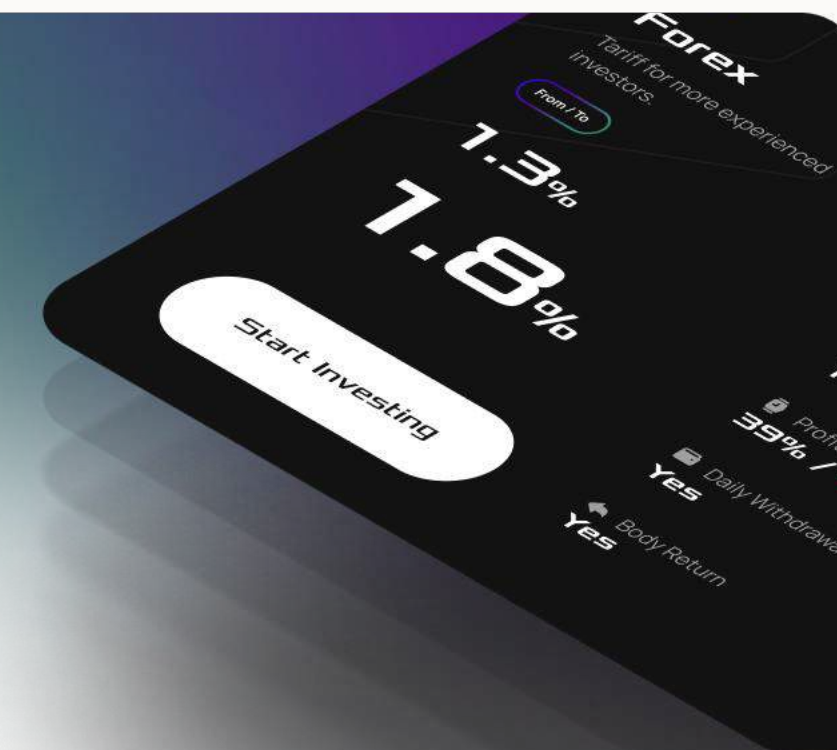 Forex
Tariff for more experienced
investors.
From / To
1.3%
1.8%
Start Investing
39% /
Daily Withdrawa
Yes
Body Return
Yes